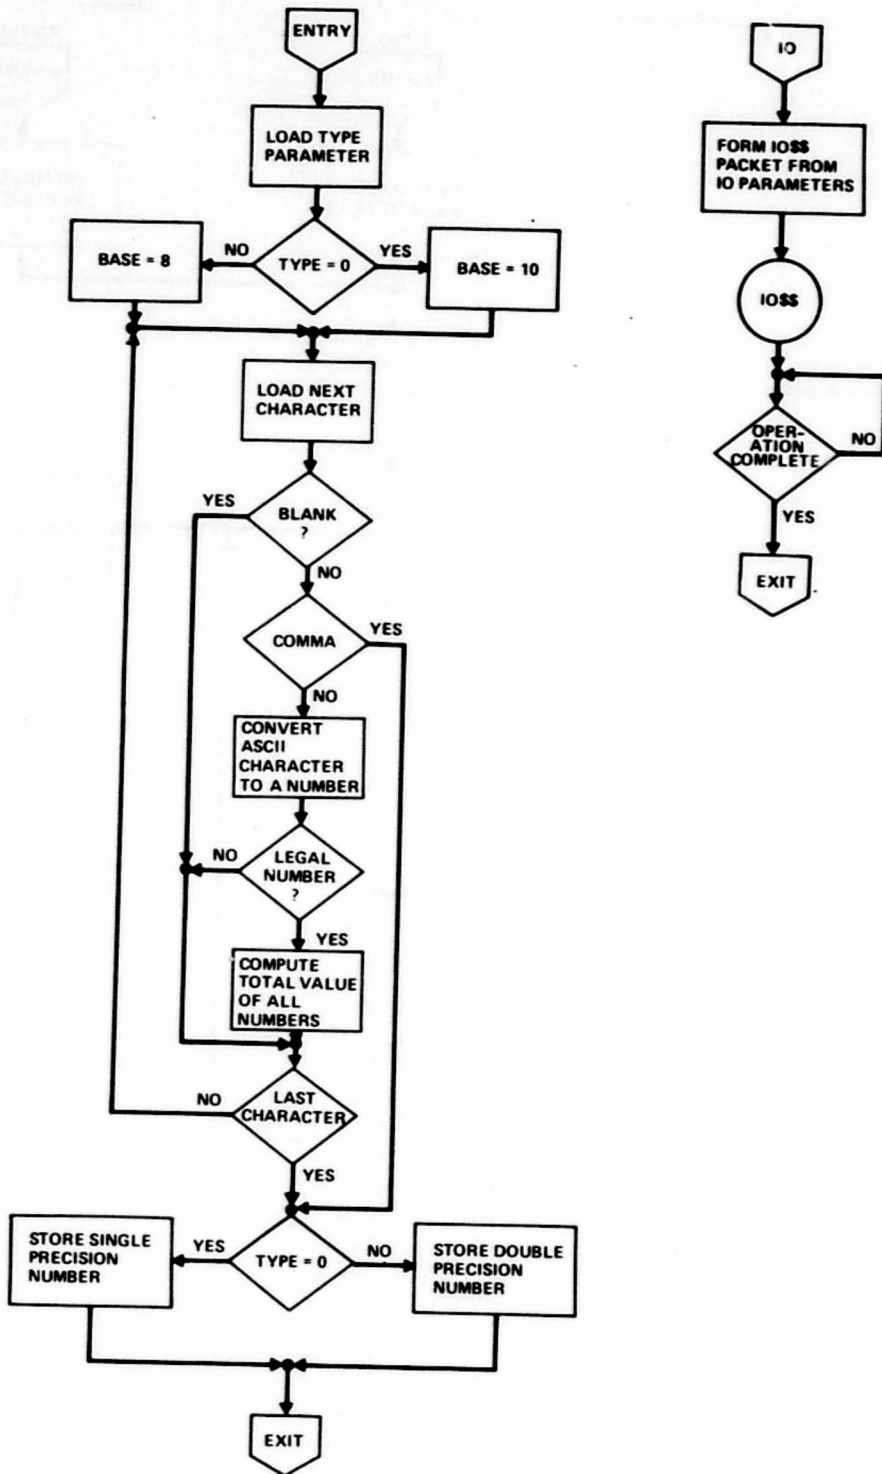 ENTRY
LOAD TYPE
PARAMETER
NO
YES
BASE = 8
TYPE = 0
BASE = 10
LOAD NEXT
CHARACTER
YES
BLANK
?
NO
COMMA
YES
NO
CONVERT
ASCII
CHARACTER
TO A NUMBER
NO
LEGAL
NUMBER
?
YES
COMPUTE
TOTAL VALUE
OF ALL
NUMBERS
NO
LAST
CHARACTER
YES
STORE SINGLE
PRECISION
NUMBER
YES
TYPE = 0
NO
STORE DOUBLE
PRECISION
NUMBER
EXIT
IO
FORM IO$$
PACKET FROM
IO PARAMETERS
IO$$
OPER-
ATION
COMPLETE
NO
YES
EXIT